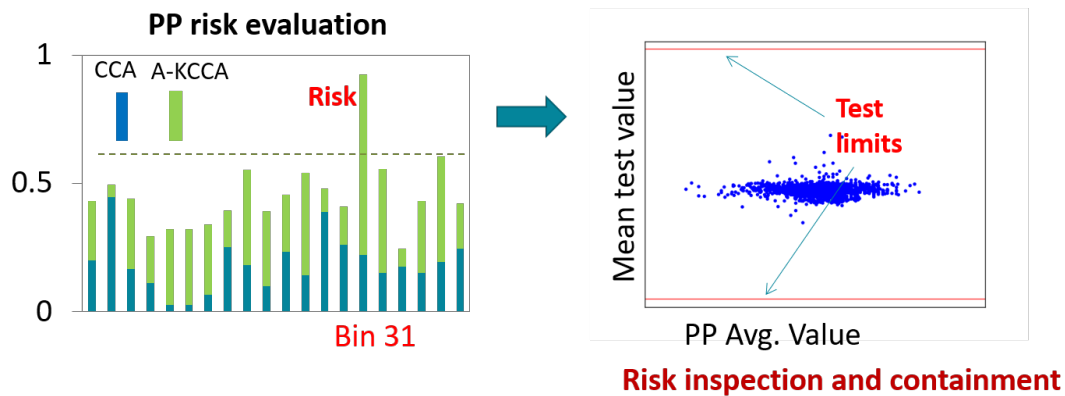 PP risk evaluation
1
CCA A-KCCA
Risk
0.5
0
Bin 31
Mean test value
Test
limits
PP Avg. Value
Risk inspection and containment